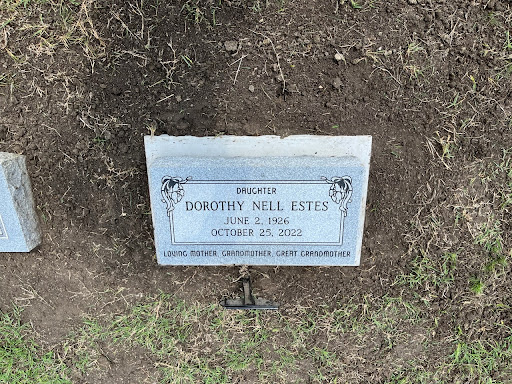 DAUGHTER
DOROTHY NELL ESTES
JUNE 2, 1926
OCTOBER 25, 2022
LOVING MOTHER, GRANDMOTHER, GREAT GRANDMOTHER